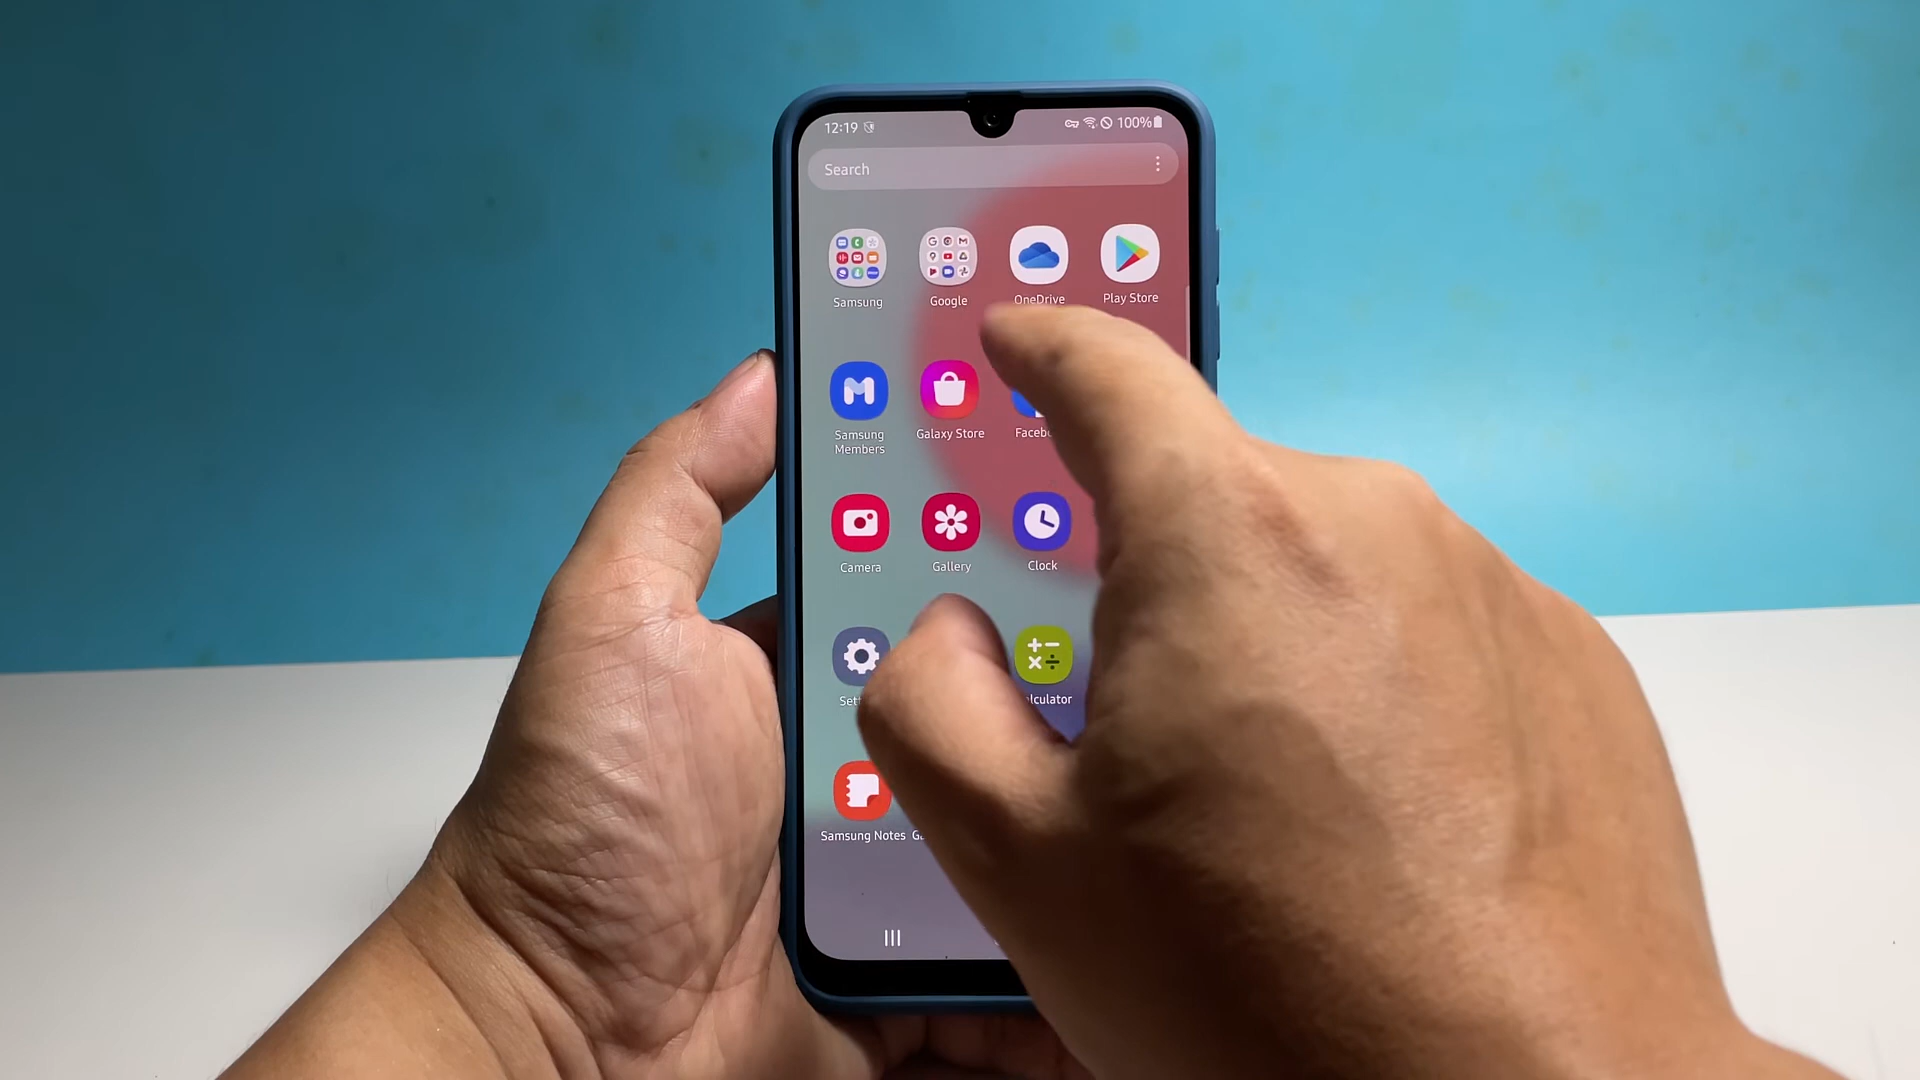 12:19 100%
Search
Samsung Google OneDrive Play Store
Samsung
Members Galaxy Store
Camera Gallery Clock
Samsung Notes